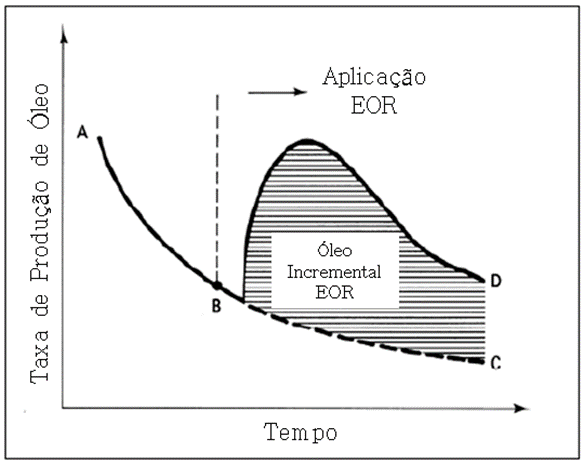 Aplicação
EOR
Taxa de Produção de Óleo
A
B
Óleo
Incremental
EOR
D
C
Tempo